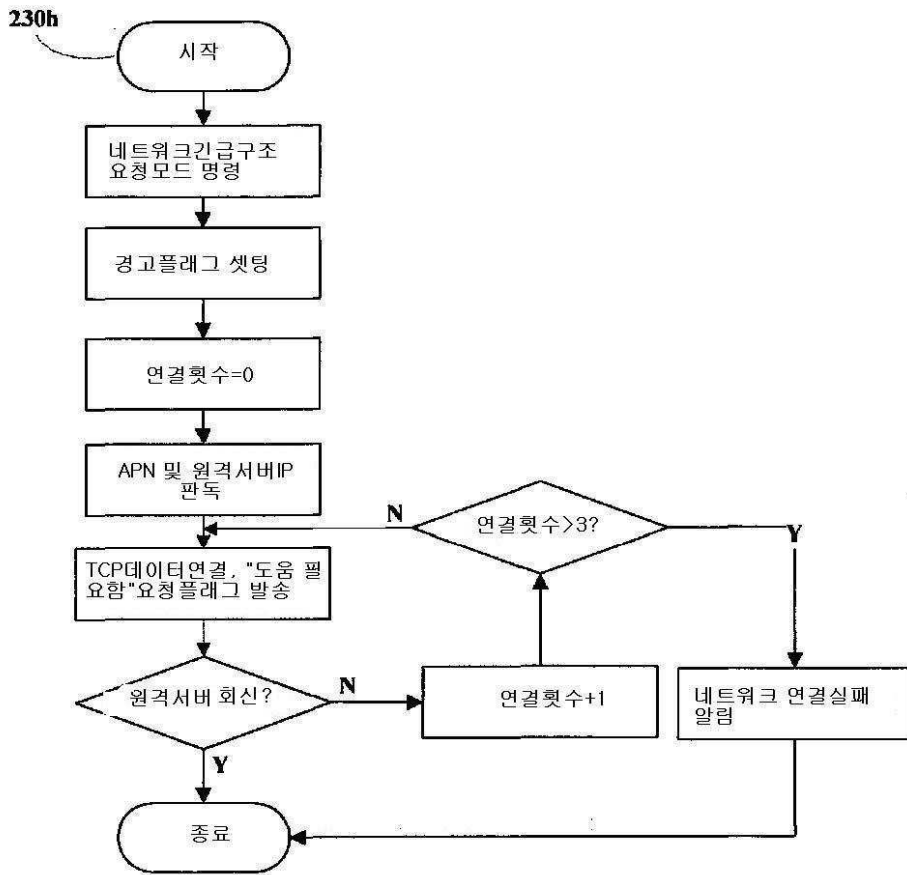 230h
시작
네트워크긴급구조
요청모드 명령
경고플래그 셋팅
연결횟수=0
APN 및 원격서버IP
판독
N
연결횟수>3?
Y
TCP데이터연결, "도움 필
요함"요청플래그 발송
원격서버 회신?
N
연결횟수+1
네트워크 연결실패
알림
Y
종료